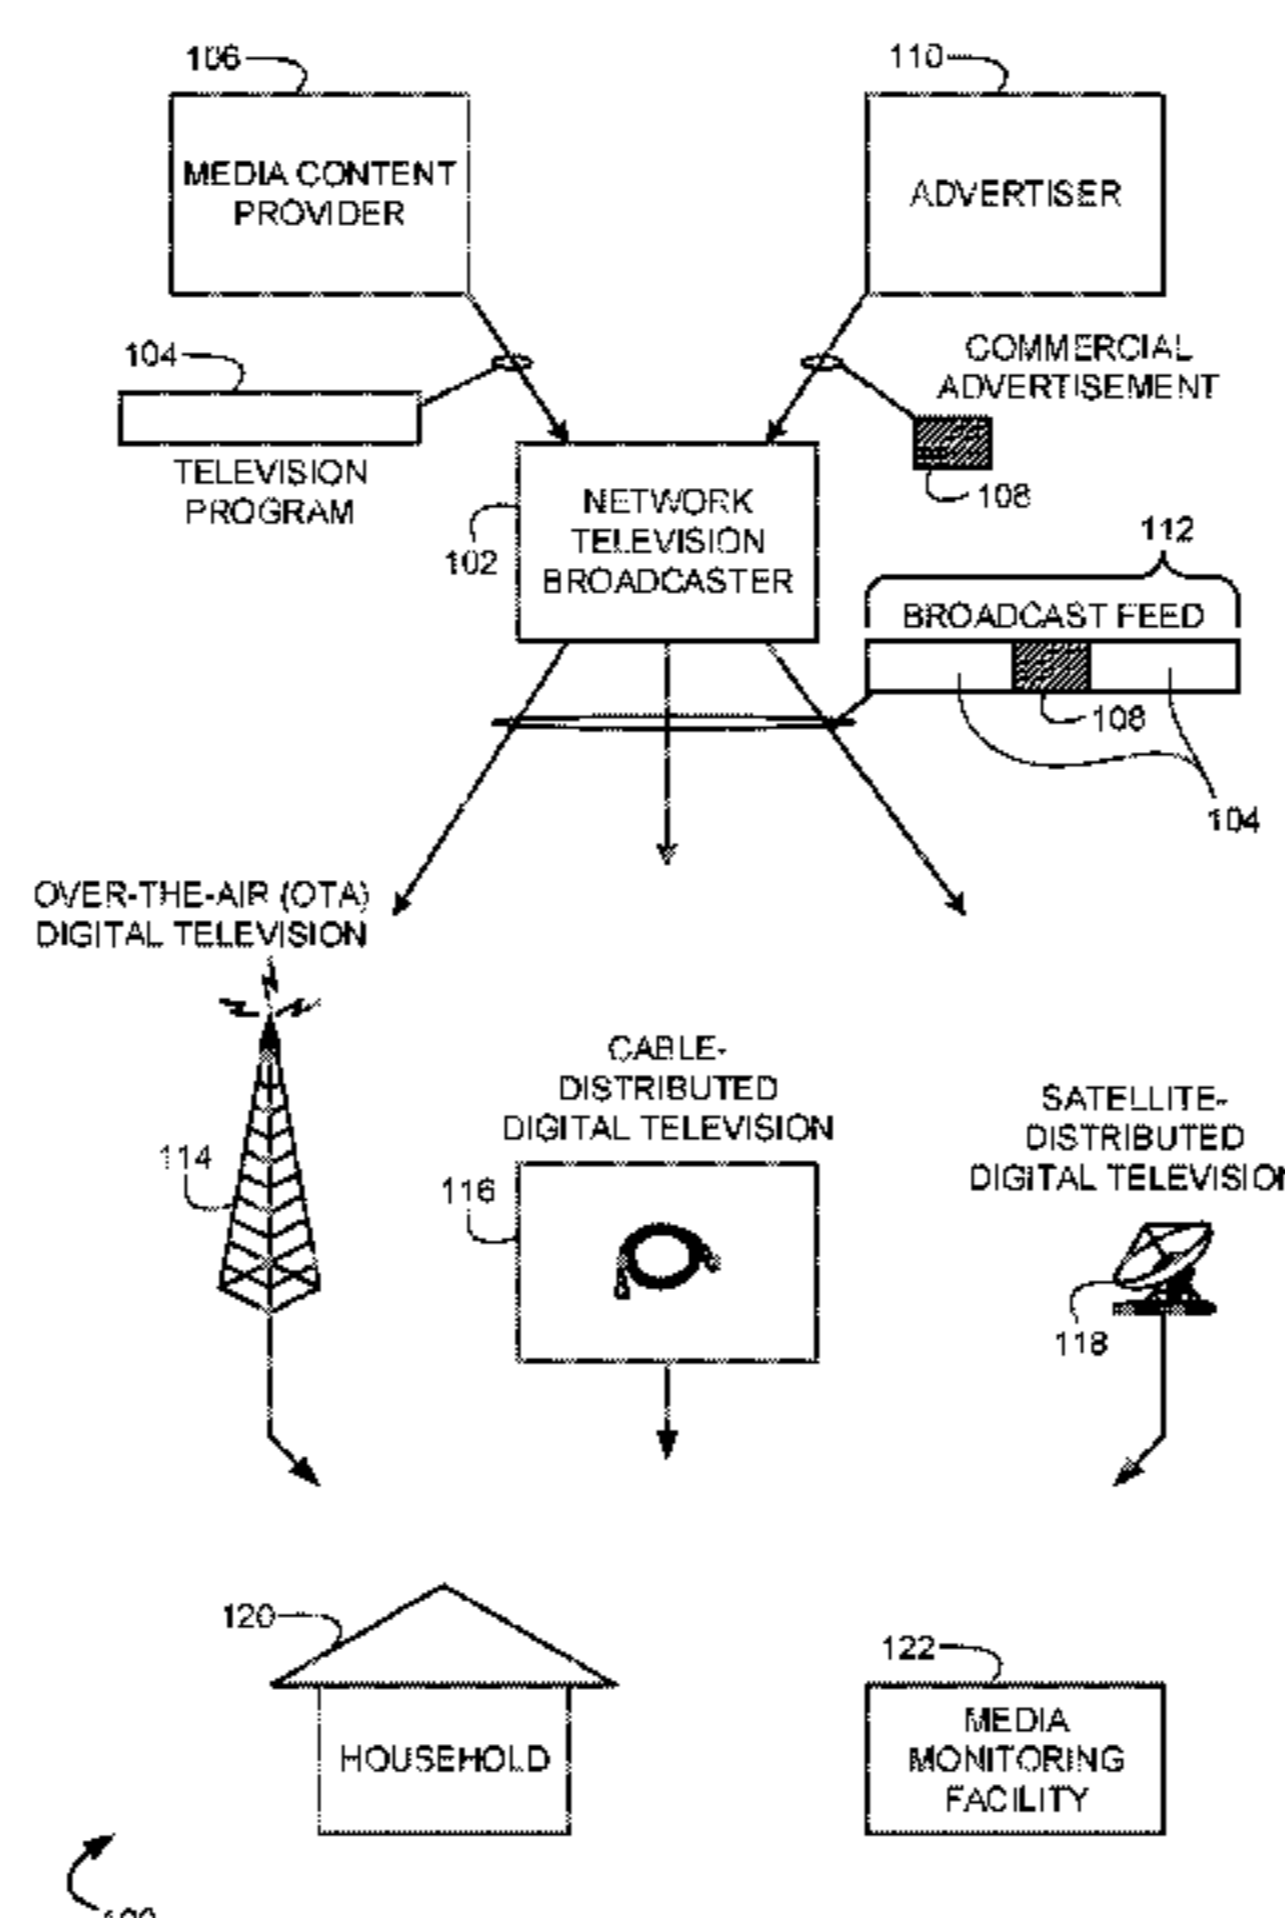 106
110
MEDIA CONTENT
PROVIDER
ADVERTISER
104
COMMERCIAL
ADVERTISEMENT
TELEVISION
PROGRAM
108
102
NETWORK
TELEVISION
BROADCASTER
112
BROADCAST FEED
108
104
OVER-THE-AIR (OTA)
DIGITAL TELEVISION
CABLE-
DISTRIBUTED
DIGITAL TELEVISION
SATELLITE-
DISTRIBUTED
DIGITAL TELEVISION
114
116
118
120
122
HOUSEHOLD
MEDIA
MONITORING
FACILITY